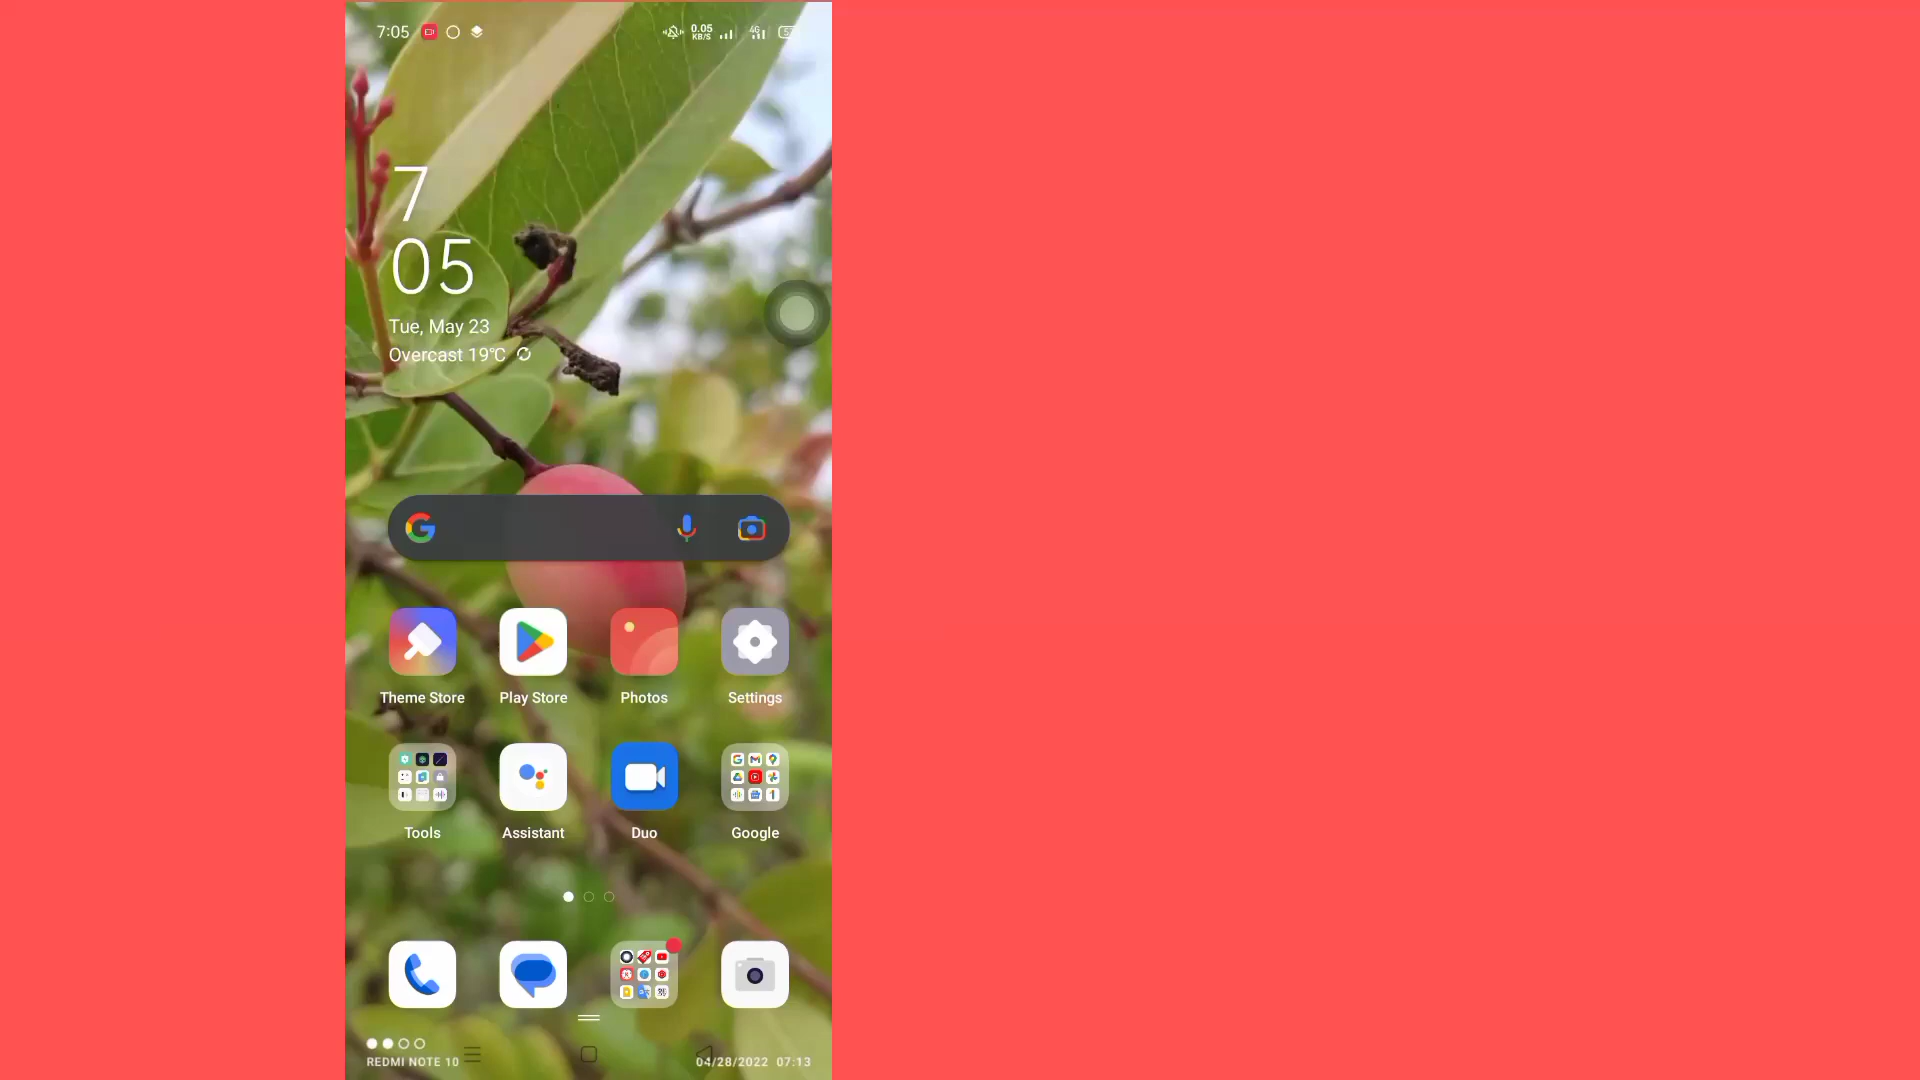 7:05
0.05
KB/S
4G
7
05
Tue, May 23
Overcast 19℃
Theme Store
Play Store
Photos
Settings
Tools
Assistant
Duo
Google
REDMI NOTE 10
04/28/2022 07:13